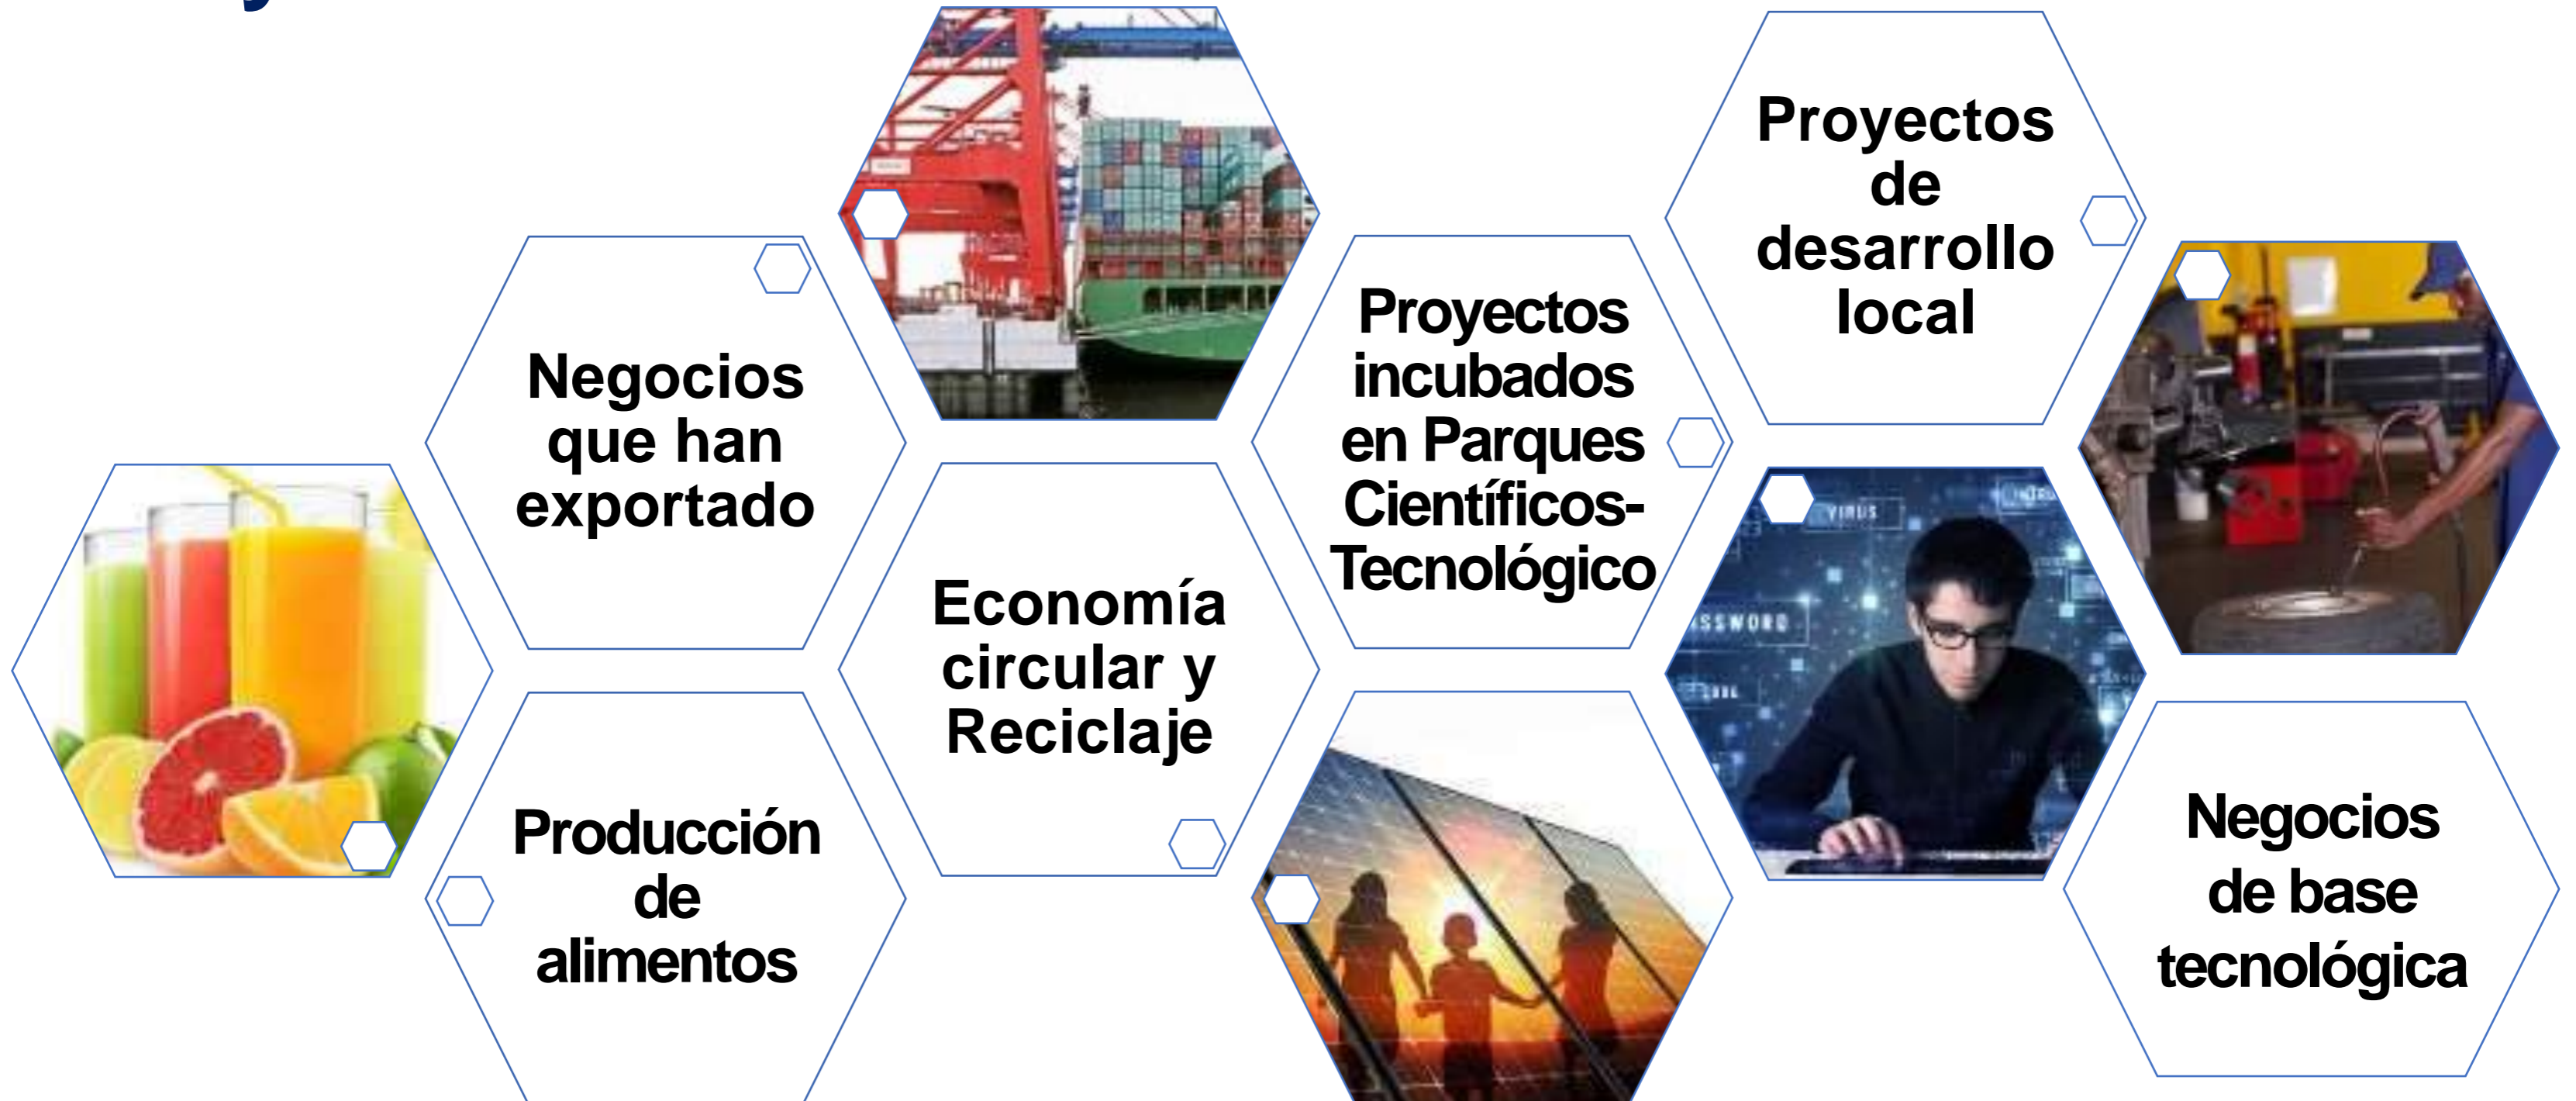 Negocios
que han
exportado
Producción
de
alimentos
Economía
circular y
Reciclaje
Proyectos
incubados
en Parques
Científicos-
Tecnológico
Proyectos
de
desarrollo
local
VIRUS
Negocios
de base
tecnológica